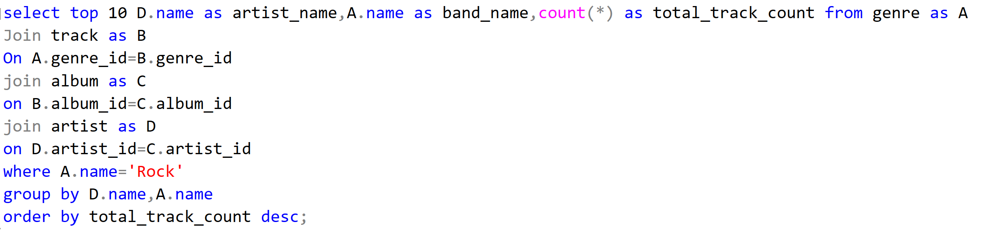 select top 10 D.name as artist_name,A.name as band_name,count(*) as total_track_count from genre as A
Join track as B
On A.genre_id=B.genre_id
join album as C
on B.album_id=C.album_id
join artist as D
on D.artist_id=C.artist_id
where A.name='Rock'
group by D.name,A.name
order by total_track_count desc;